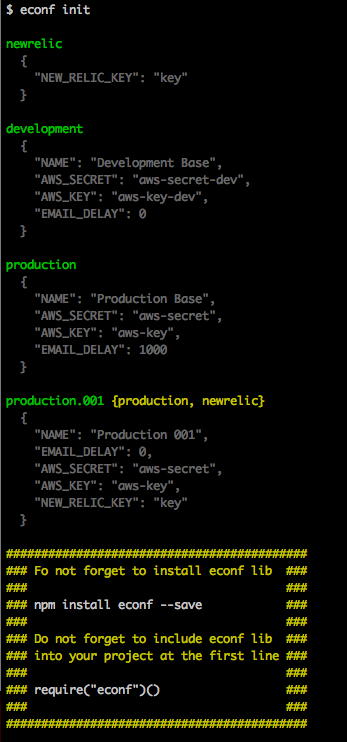 $ econf init
newrelic
{
"NEW_RELIC_KEY": "key"
}
development
{
"NAME": "Development Base",
"AWS_SECRET": "aws-secret-dev",
"AWS_KEY": "aws-key-dev",
"EMAIL_DELAY": 0
}
production
{
"NAME": "Production Base",
"AWS_SECRET": "aws-secret",
"AWS_KEY": "aws-key",
"EMAIL_DELAY": 1000
}
production.001 {production, newrelic}
{
"NAME": "Production 001",
"EMAIL_DELAY": 0,
"AWS_SECRET": "aws-secret",
"AWS_KEY": "aws-key",
"NEW_RELIC_KEY": "key"
}
###########################################
### Fo not forget to install econf lib  ###
###                                     ###
### npm install econf --save            ###
###                                     ###
### Do not forget to include econf lib  ###
### into your project at the first line ###
###                                     ###
### require("econf")()                  ###
###                                     ###
###########################################